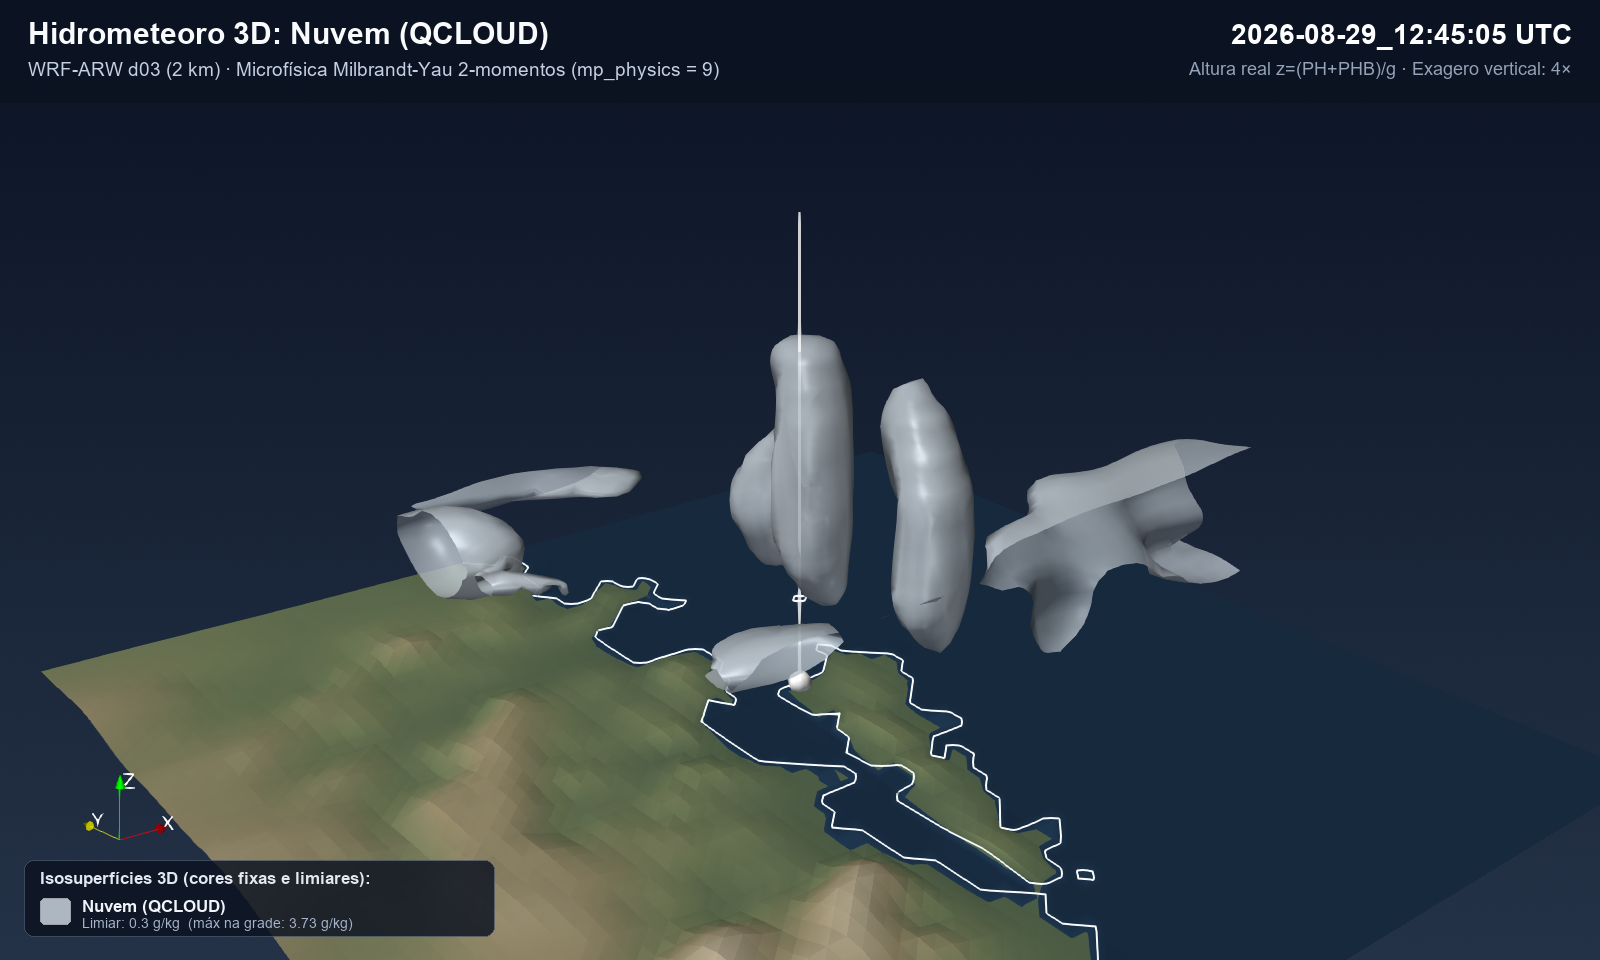 Hidrometeoro 3D: Nuvem (QCLOUD)
2026-08-29_12:45:05 UTC
WRF-ARW d03 (2 km) · Microfísica Milbrandt-Yau 2-momentos (mp_physics = 9)
Altura real z=(PH+PHB)/g · Exagero vertical: 4×
Z
Y
X
Isosuperfícies 3D (cores fixas e limiares):
Nuvem (QCLOUD)
Limiar: 0.3 g/kg (máx na grade: 3.73 g/kg)